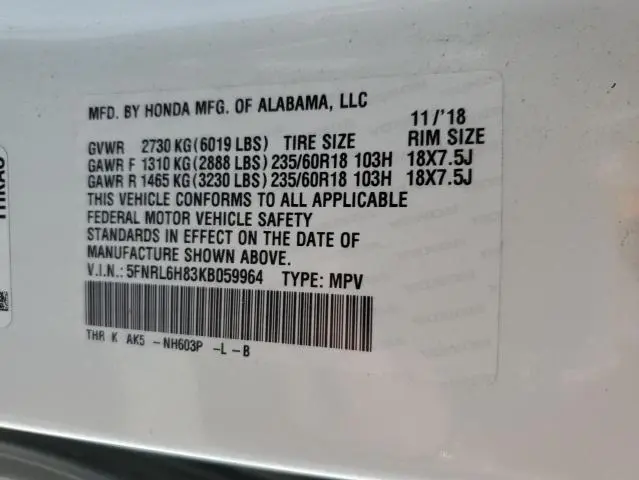 MFD. BY HONDA MFG. OF ALABAMA, LLC 11/'18
GVWR 2730 KG(6019 LBS) TIRE SIZE RIM SIZE
GAWR F 1310 KG(2888 LBS) 235/60R18 103H 18X7.5J
GAWR R 1465 KG(3230 LBS) 235/60R18 103H 18X7.5J
THIS VEHICLE CONFORMS TO ALL APPLICABLE
FEDERAL MOTOR VEHICLE SAFETY
STANDARDS IN EFFECT ON THE DATE OF
MANUFACTURE SHOWN ABOVE.
V.I.N.: 5FNRL6H83KB059964 TYPE: MPV
THR K AK5 -NH603P -L-B